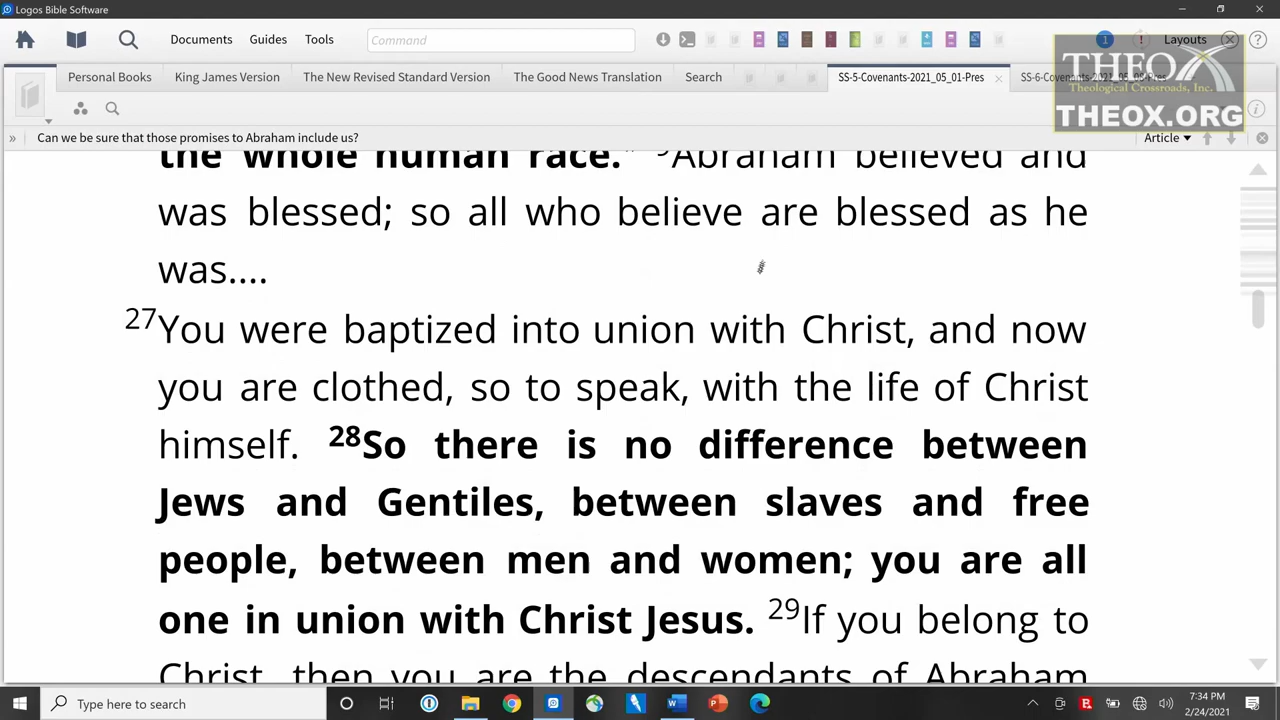 Logos Bible Software
Documents Guides Tools Command Layouts
Personal Books King James Version The New Revised Standard Version The Good News Translation Search SS-5-Covenants-2021_05_01-Pres
THEOX
Theological Crossroads, Inc.
THEOX.ORG
» Can we be sure that those promises to Abraham include us? Article
the whole human race." 9Abraham believed and
was blessed; so all who believe are blessed as he
was....
27You were baptized into union with Christ, and now
you are clothed, so to speak, with the life of Christ
himself. 28So there is no difference between
Jews and Gentiles, between slaves and free
people, between men and women; you are all
one in union with Christ Jesus. 29If you belong to
Christ, then you are the descendants of Abraham
Type here to search
7:34 PM
2/24/2021